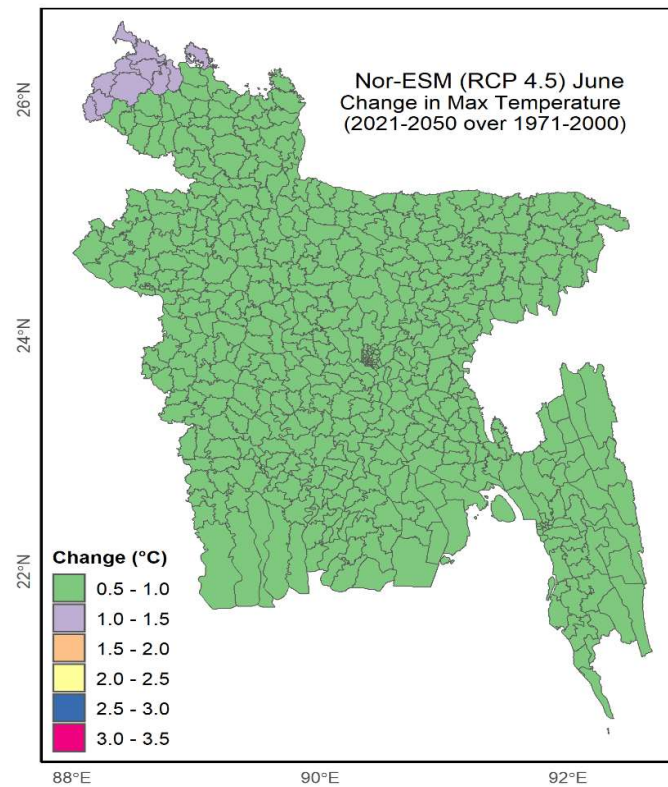 Nor-ESM (RCP 4.5) June
Change in Max Temperature
(2021-2050 over 1971-2000)
26°N
24°N
22°N
Change (°C)
0.5 - 1.0
1.0 - 1.5
1.5 - 2.0
2.0 - 2.5
2.5 - 3.0
3.0 - 3.5
88°E
90°E
92°E